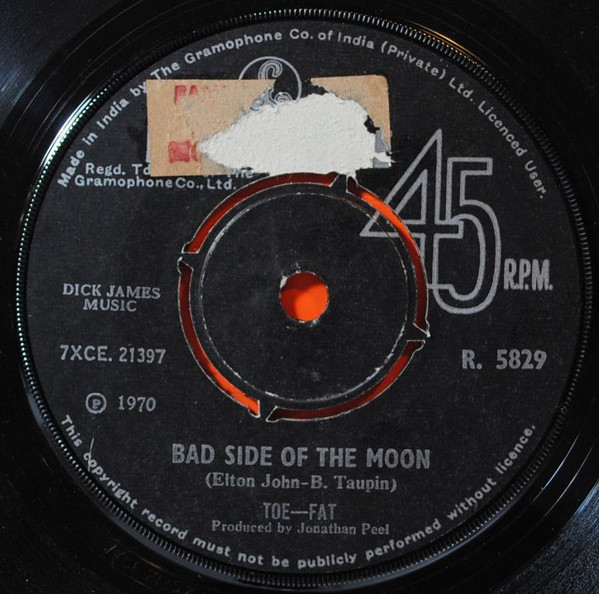 Made in India by The Gramophone Co. of India (Private) Ltd. Licenced User.
Regd.
Gramophone Co., Ltd.
45
R.P.M.
DICK JAMES
MUSIC
7XCE. 21397
R. 5829
℗ 1970
BAD SIDE OF THE MOON
(Elton John-B. Taupin)
TOE—FAT
Produced by Jonathan Peel
This copyright record must not be publicly performed without licence.